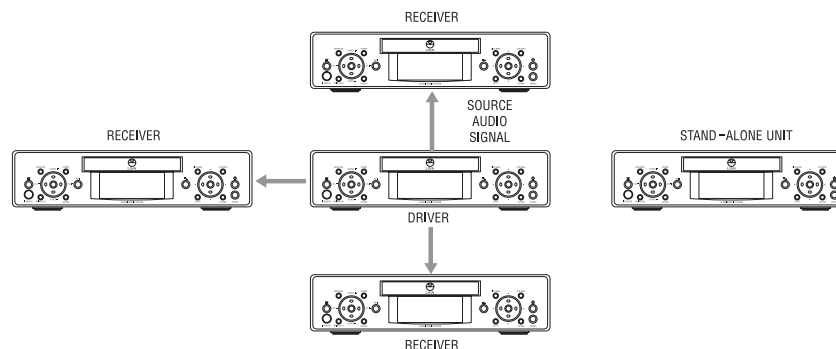 RECEIVER
SOURCE
AUDIO
SIGNAL
RECEIVER
STAND-ALONE UNIT
DRIVER
RECEIVER